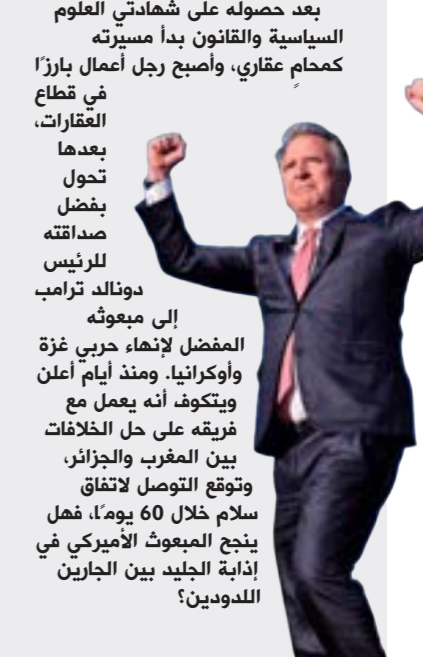 بعد حصوله على شهادتي العلوم
السياسية والقانون بدأ مسيرته
كمحامٍ عقاري، وأصبح رجل أعمال بارزًا
في قطاع
العقارات،
بعدها
تحول
بفضل
صداقته
للرئيس
دونالد ترامب
إلى مبعوثه
المفضل لإنهاء حربي غزة
وأوكرانيا. ومنذ أيام أعلن
ويتكوف أنه يعمل مع
فريقه على حل الخلافات
بين المغرب والجزائر،
وتوقع التوصل لاتفاق
سلام خلال 60 يومًا، فهل
ينجح المبعوث الأميركي في
إذابة الجليد بين الجارين
اللدودين؟